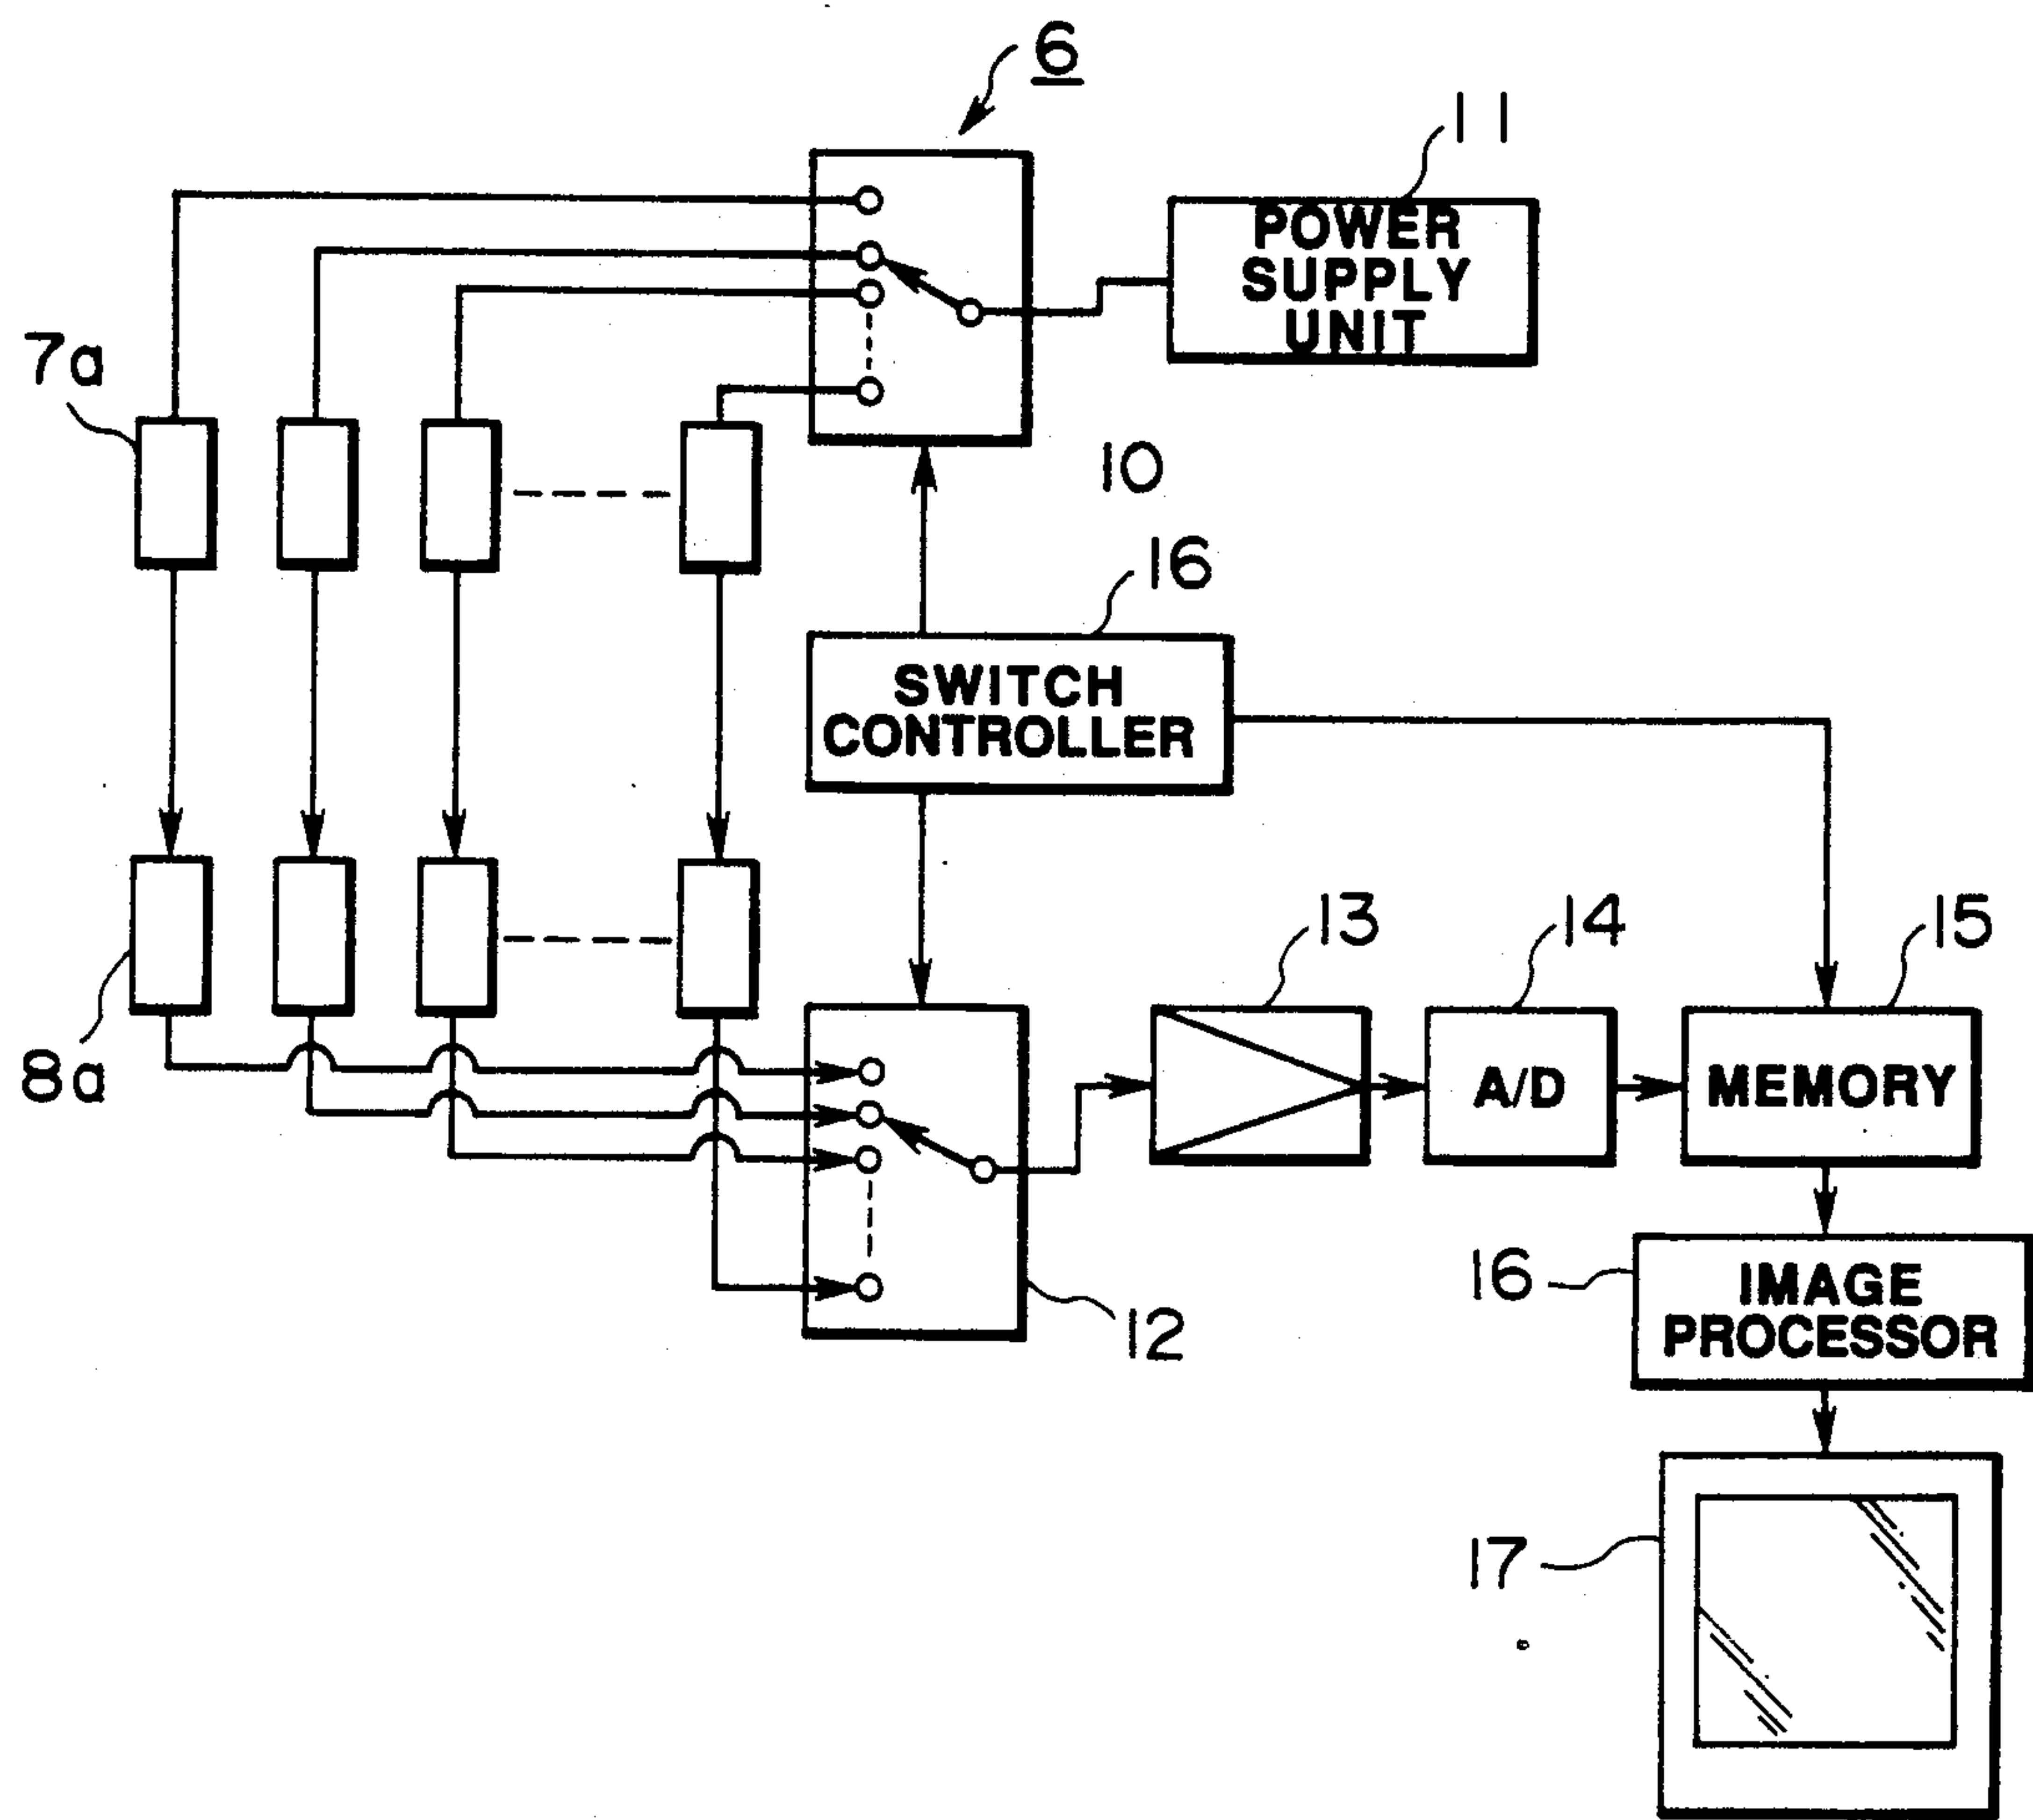 6
11
POWER
SUPPLY
UNIT
7a
10
16
SWITCH
CONTROLLER
13
14
15
8a
A/D
MEMORY
12
16
IMAGE
PROCESSOR
17